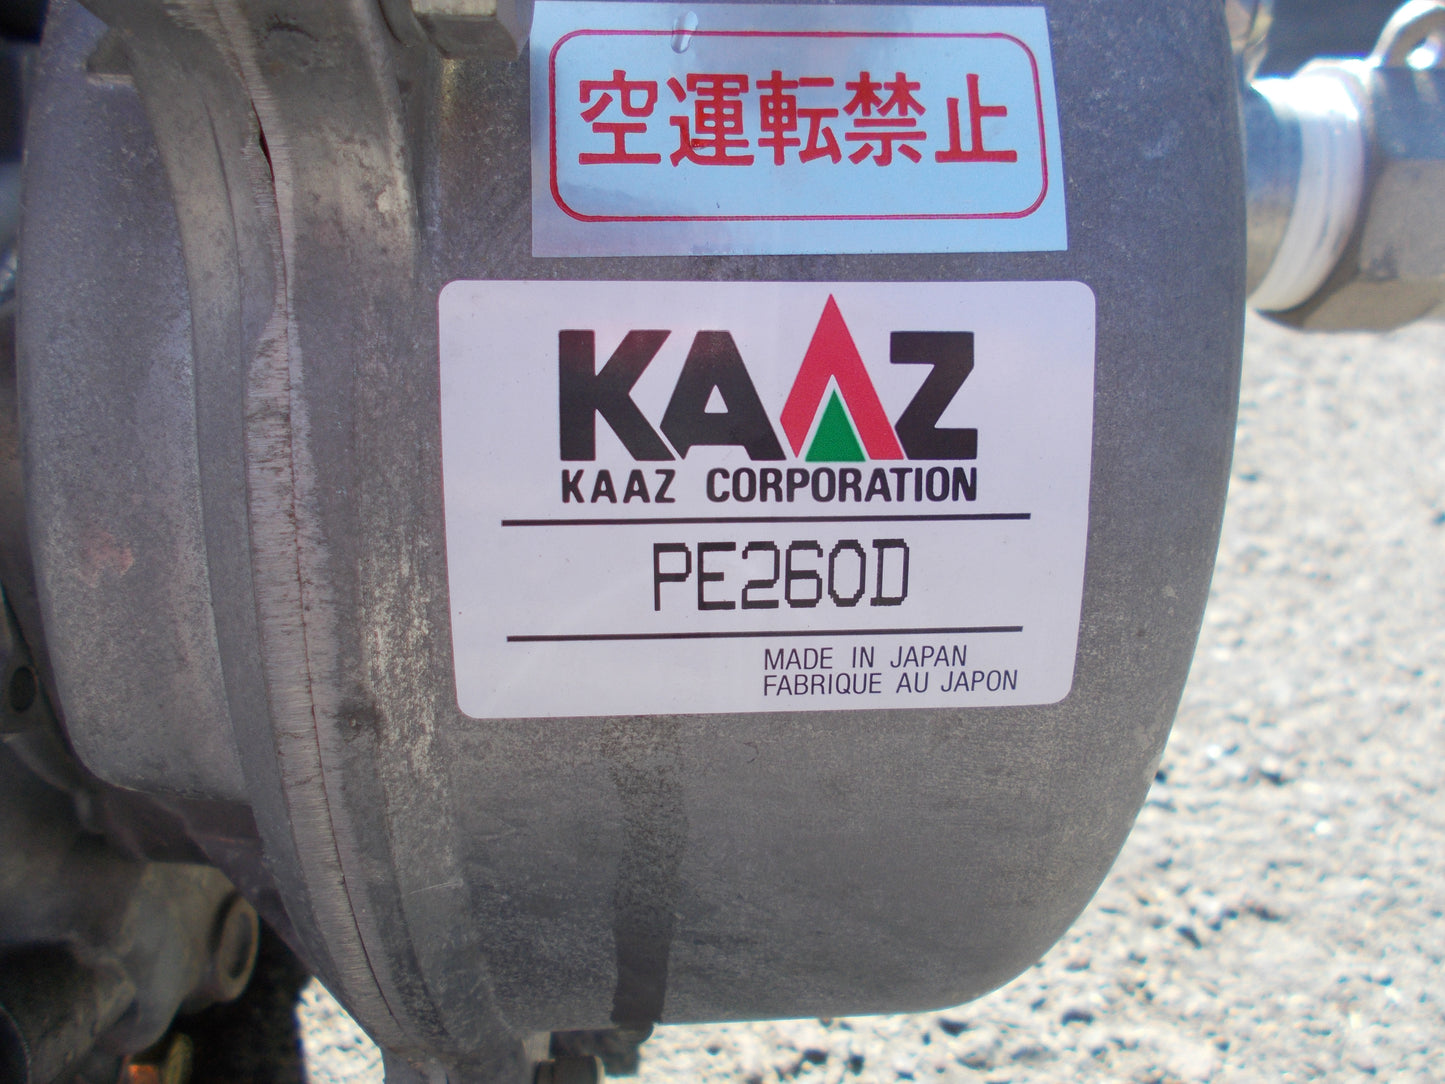 空運転禁止
KAAZ
KAAZ CORPORATION
PE260D
MADE IN JAPAN
FABRIQUE AU JAPON